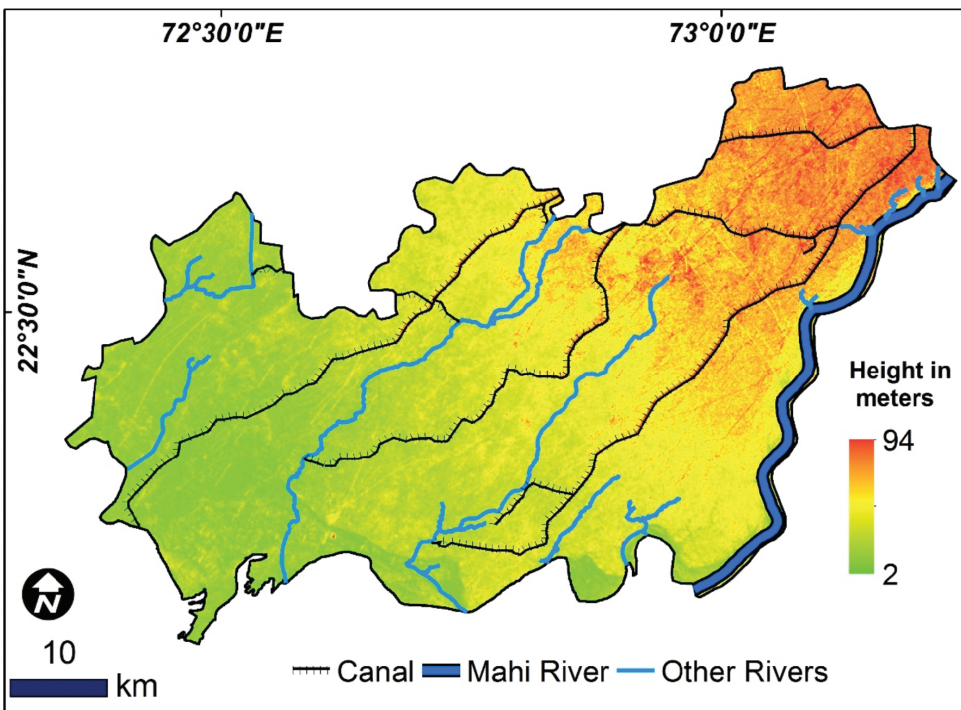 72°30'0"E 73°0'0"E
22°30'0"N
Height in
meters
94
2
N
10
km
Canal Mahi River Other Rivers